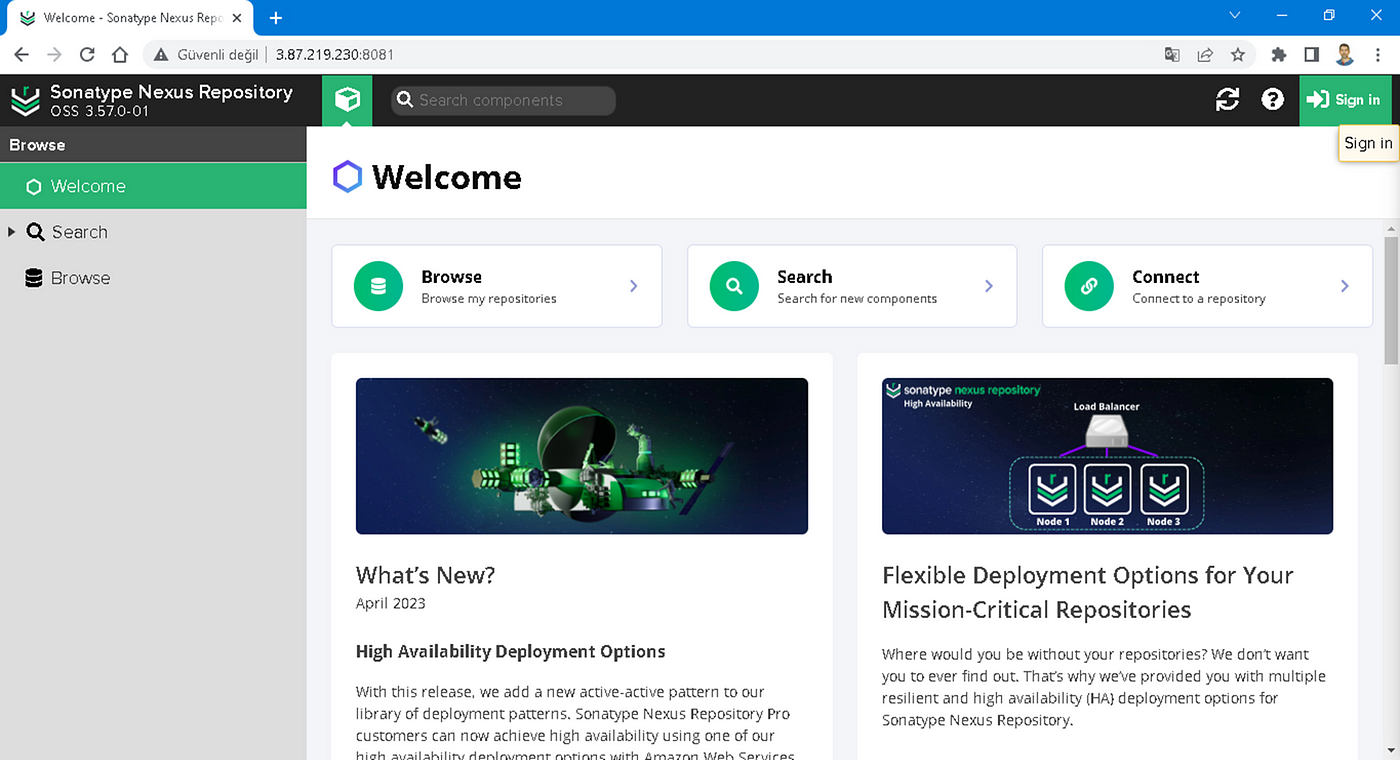 Welcome - Sonatype Nexus Repo
Güvenli değil
3.87.219.230:8081
Sonatype Nexus Repository
OSS 3.57.0-01
Search components
Sign in
Sign in
Browse
Welcome
Search
Browse
Welcome
Browse
Browse my repositories
Search
Search for new components
Connect
Connect to a repository
sonatype nexus repository
High Availability
Load Balancer
Node 1
Node 2
Node 3
What's New?
April 2023
High Availability Deployment Options
With this release, we add a new active-active pattern to our
library of deployment patterns. Sonatype Nexus Repository Pro
customers can now achieve high availability using one of our
high availability deployment options with Amazon Web Services
Flexible Deployment Options for Your
Mission-Critical Repositories
Where would you be without your repositories? We don't want
you to ever find out. That's why we've provided you with multiple
resilient and high availability (HA) deployment options for
Sonatype Nexus Repository.